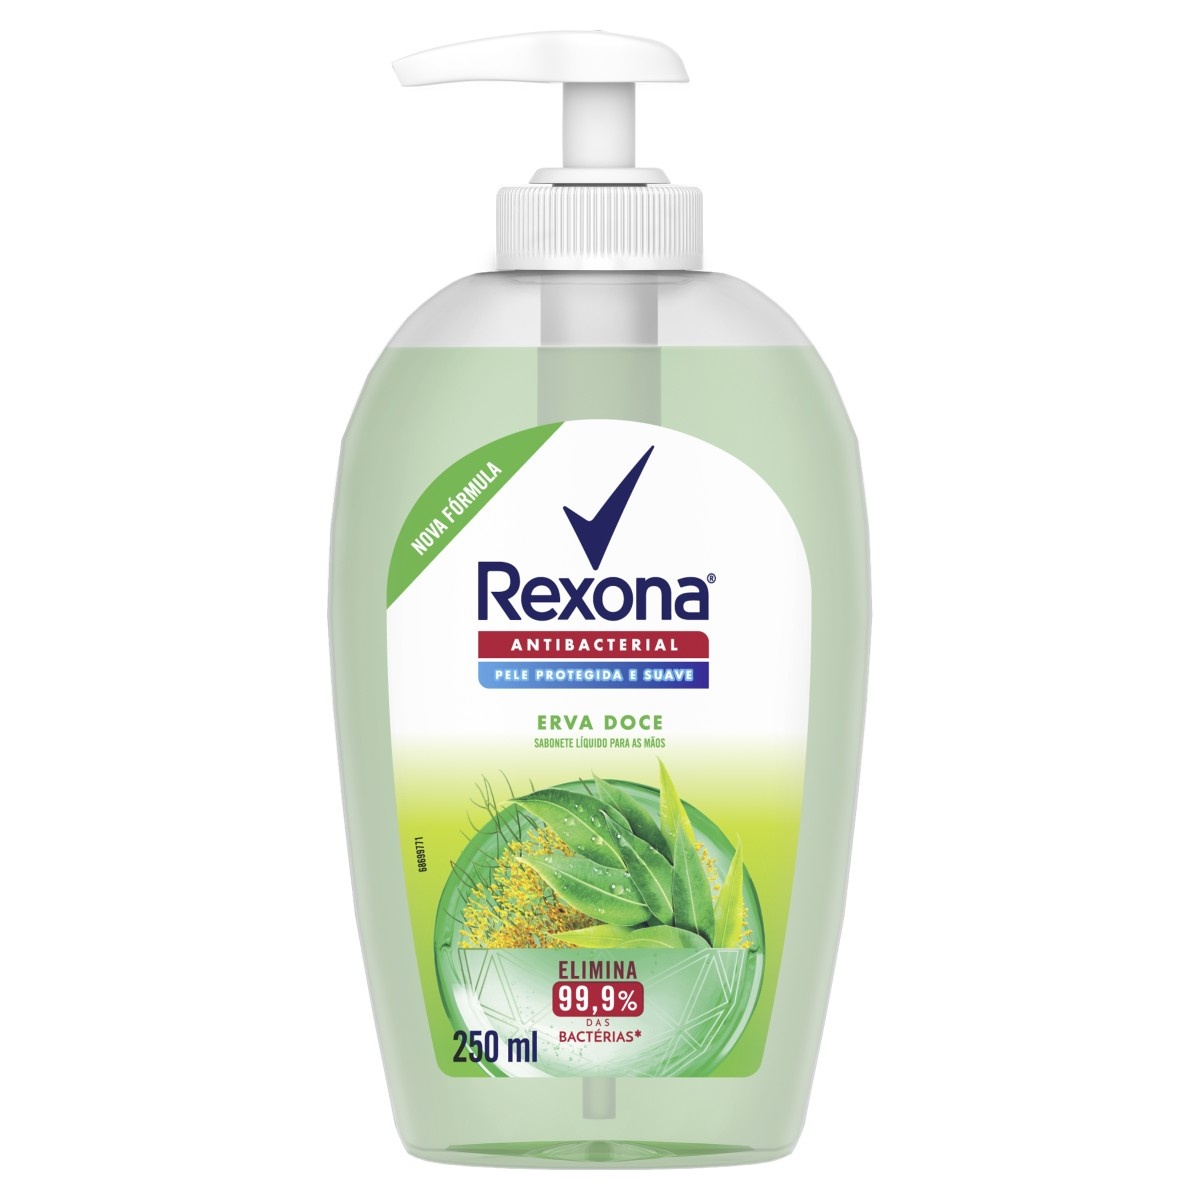 NOVA FÓRMULA
Rexona®
ANTIBACTERIAL
PELE PROTEGIDA E SUAVE
ERVA DOCE
SABONETE LÍQUIDO PARA AS MÃOS
68699771
ELIMINA
99,9%
DAS
BACTÉRIAS*
250 ml